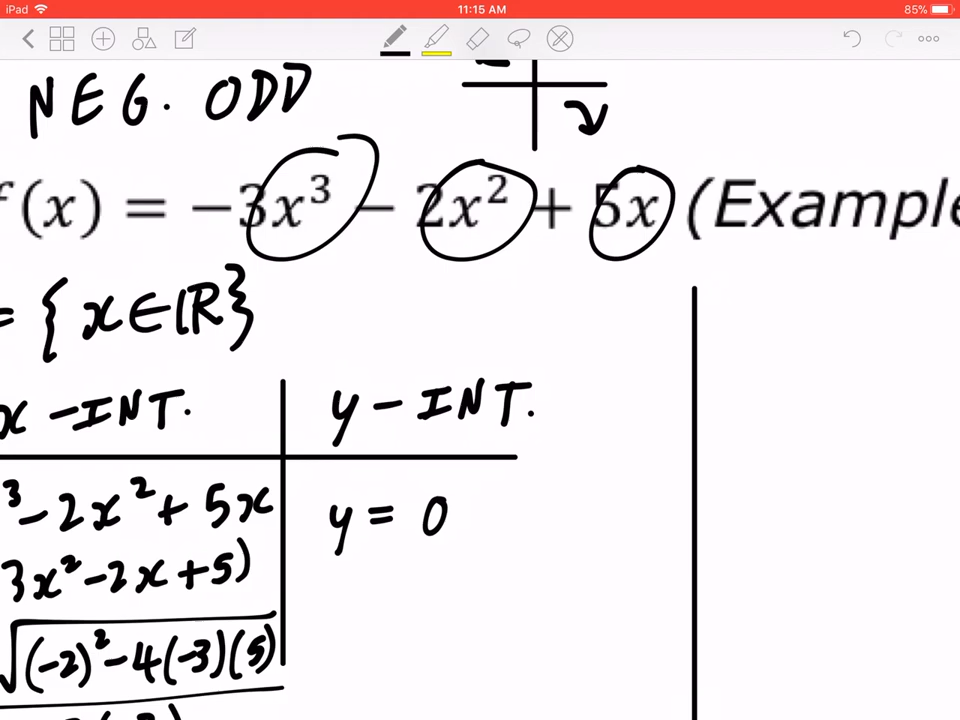 iPad 11:15 AM 85%
NEG. ODD
f(x) = −3x³ − 2x² + 5x (Example
= {x∈ℝ}
x-INT. y-INT.
³-2x²+5x y = 0
3x²-2x+5)
√(-2)²-4(-3)(5)